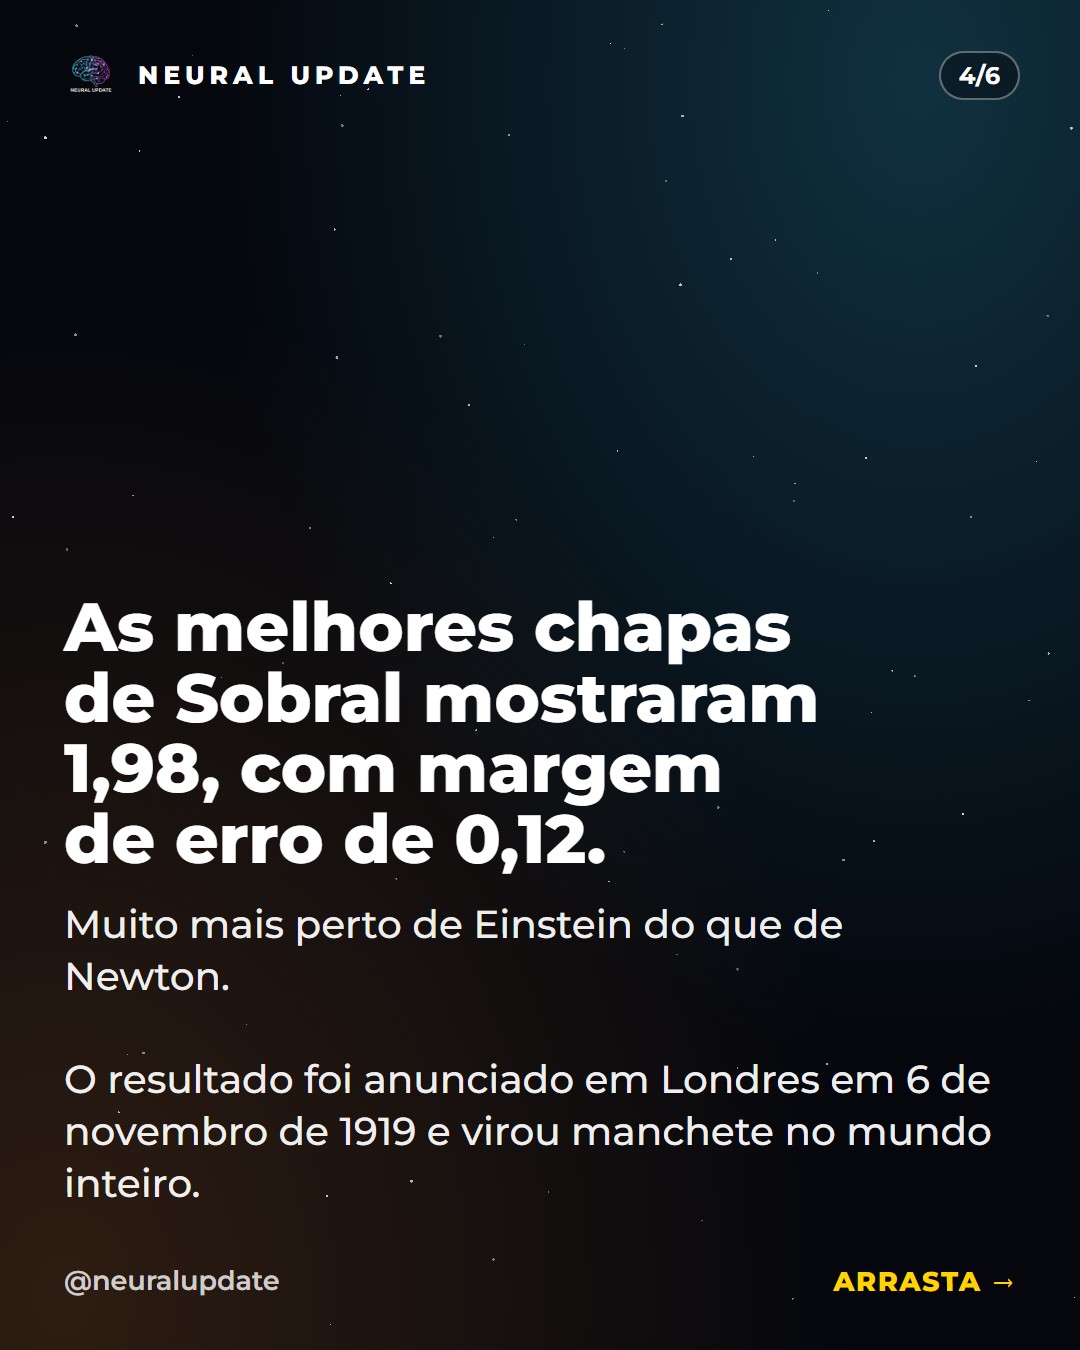 NEURAL UPDATE
NEURAL UPDATE
4/6
As melhores chapas
de Sobral mostraram
1,98, com margem
de erro de 0,12.
Muito mais perto de Einstein do que de
Newton.
O resultado foi anunciado em Londres em 6 de
novembro de 1919 e virou manchete no mundo
inteiro.
@neuralupdate
ARRASTA →